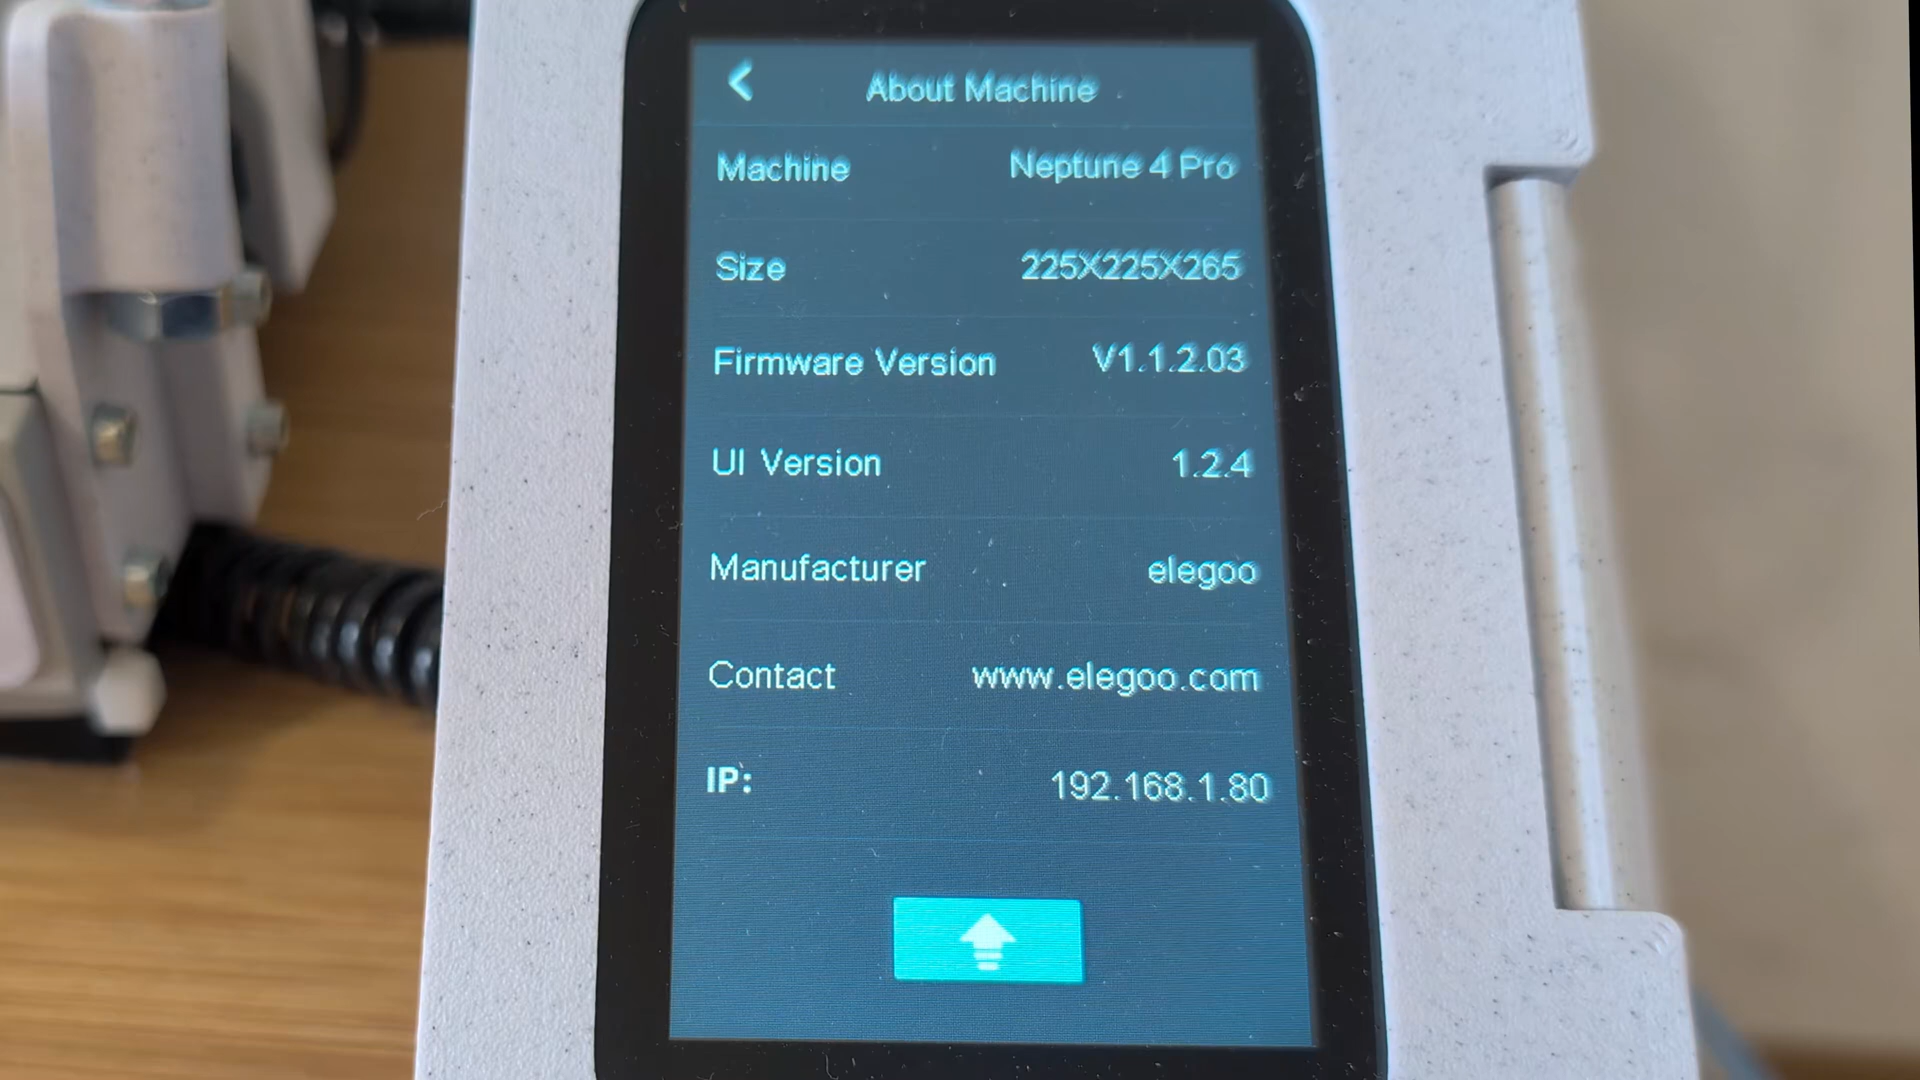 About Machine
Machine Neptune 4 Pro
Size 225X225X265
Firmware Version V1.1.2.03
UI Version 1.2.4
Manufacturer elegoo
Contact www.elegoo.com
IP: 192.168.1.80